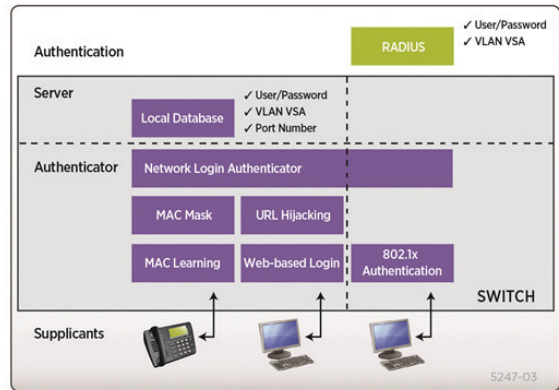 Authentication
RADIUS
✓ User/Password
✓ VLAN VSA
Server
Local Database
✓ User/Password
✓ VLAN VSA
✓ Port Number
Authenticator
Network Login Authenticator
MAC Mask
URL Hijacking
MAC Learning
Web-based Login
802.1x
Authentication
SWITCH
Supplicants
5247-03